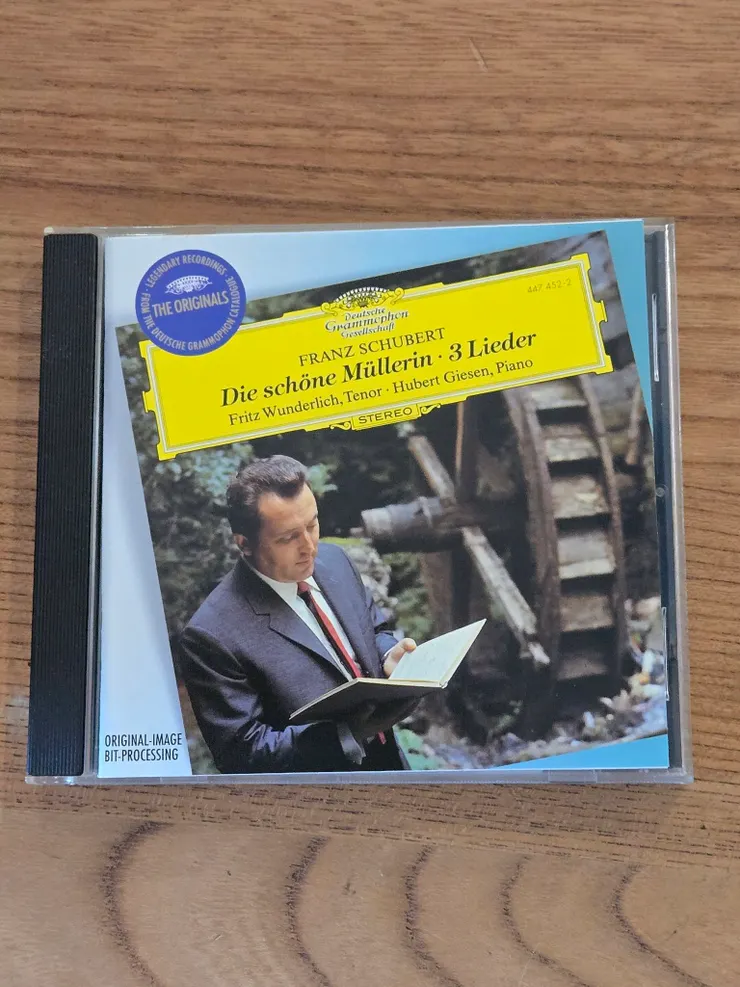 · LEGENDARY RECORDINGS ·
THE ORIGINALS
FROM THE DEUTSCHE GRAMMOPHON CATALOGUE
447 452-2
Deutsche
Grammophon
Gesellschaft
FRANZ SCHUBERT
Die schöne Müllerin · 3 Lieder
Fritz Wunderlich, Tenor · Hubert Giesen, Piano
STEREO
ORIGINAL-IMAGE
BIT-PROCESSING